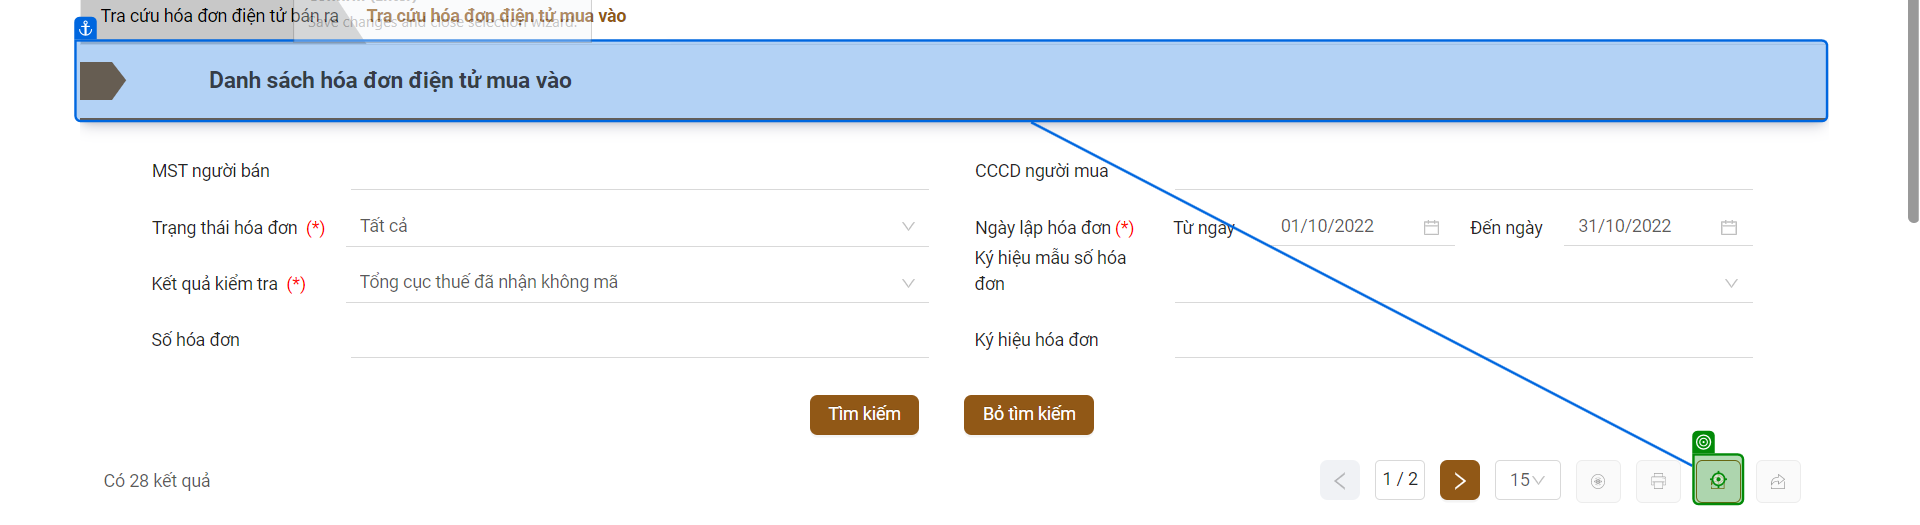 Tra cứu hóa đơn điện tử bán ra
Tra cứu hóa đơn điện tử mua vào
Save changes and close selection wizard.
Danh sách hóa đơn điện tử mua vào
MST người bán
CCCD người mua
Trạng thái hóa đơn (*) Tất cả
Ngày lập hóa đơn (*) Từ ngày 01/10/2022 Đến ngày 31/10/2022
Kết quả kiểm tra (*) Tổng cục thuế đã nhận không mã
Ký hiệu mẫu số hóa
đơn
Số hóa đơn
Ký hiệu hóa đơn
Tìm kiếm Bỏ tìm kiếm
Có 28 kết quả
1 / 2
15